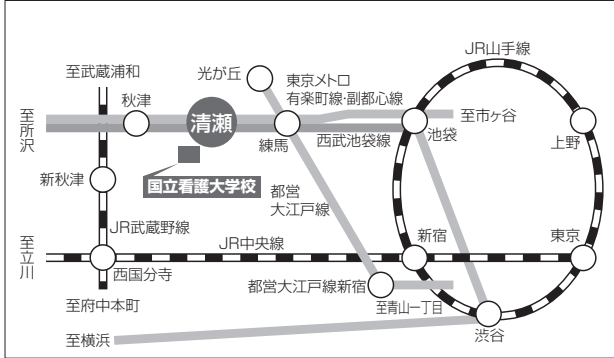 JR山手線
至武蔵浦和
光が丘
東京メトロ
有楽町線・副都心線
秋津
清瀬
至所沢
練馬
西武池袋線
池袋
至市ヶ谷
上野
新秋津
国立看護大学校
都営
大江戸線
JR武蔵野線
JR中央線
新宿
東京
至立川
西国分寺
都営大江戸線新宿
至青山一丁目
至府中本町
渋谷
至横浜